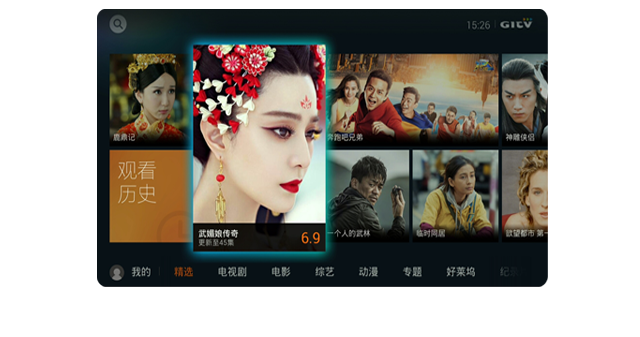 15:26
GITV
鹿鼎记
奔跑吧兄弟
神雕侠侣
观看
历史
武媚娘传奇
更新至45集
6.9
一个人的武林
临时同居
欲望都市 第一
我的
精选
电视剧
电影
综艺
动漫
专题
好莱坞